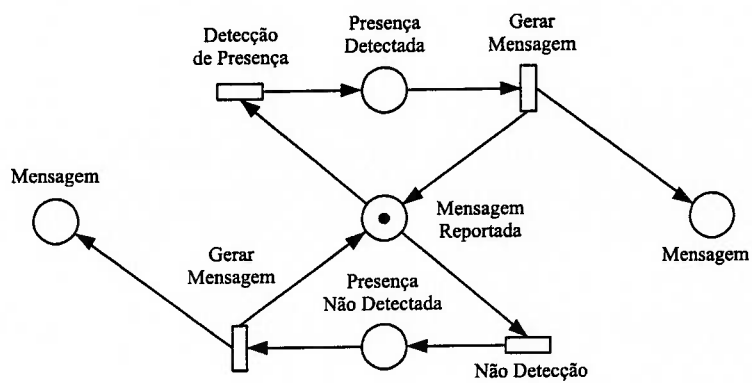 Detecção
de Presença
Presença
Detectada
Gerar
Mensagem
Mensagem
Mensagem
Reportada
Mensagem
Gerar
Mensagem
Presença
Não Detectada
Não Detecção